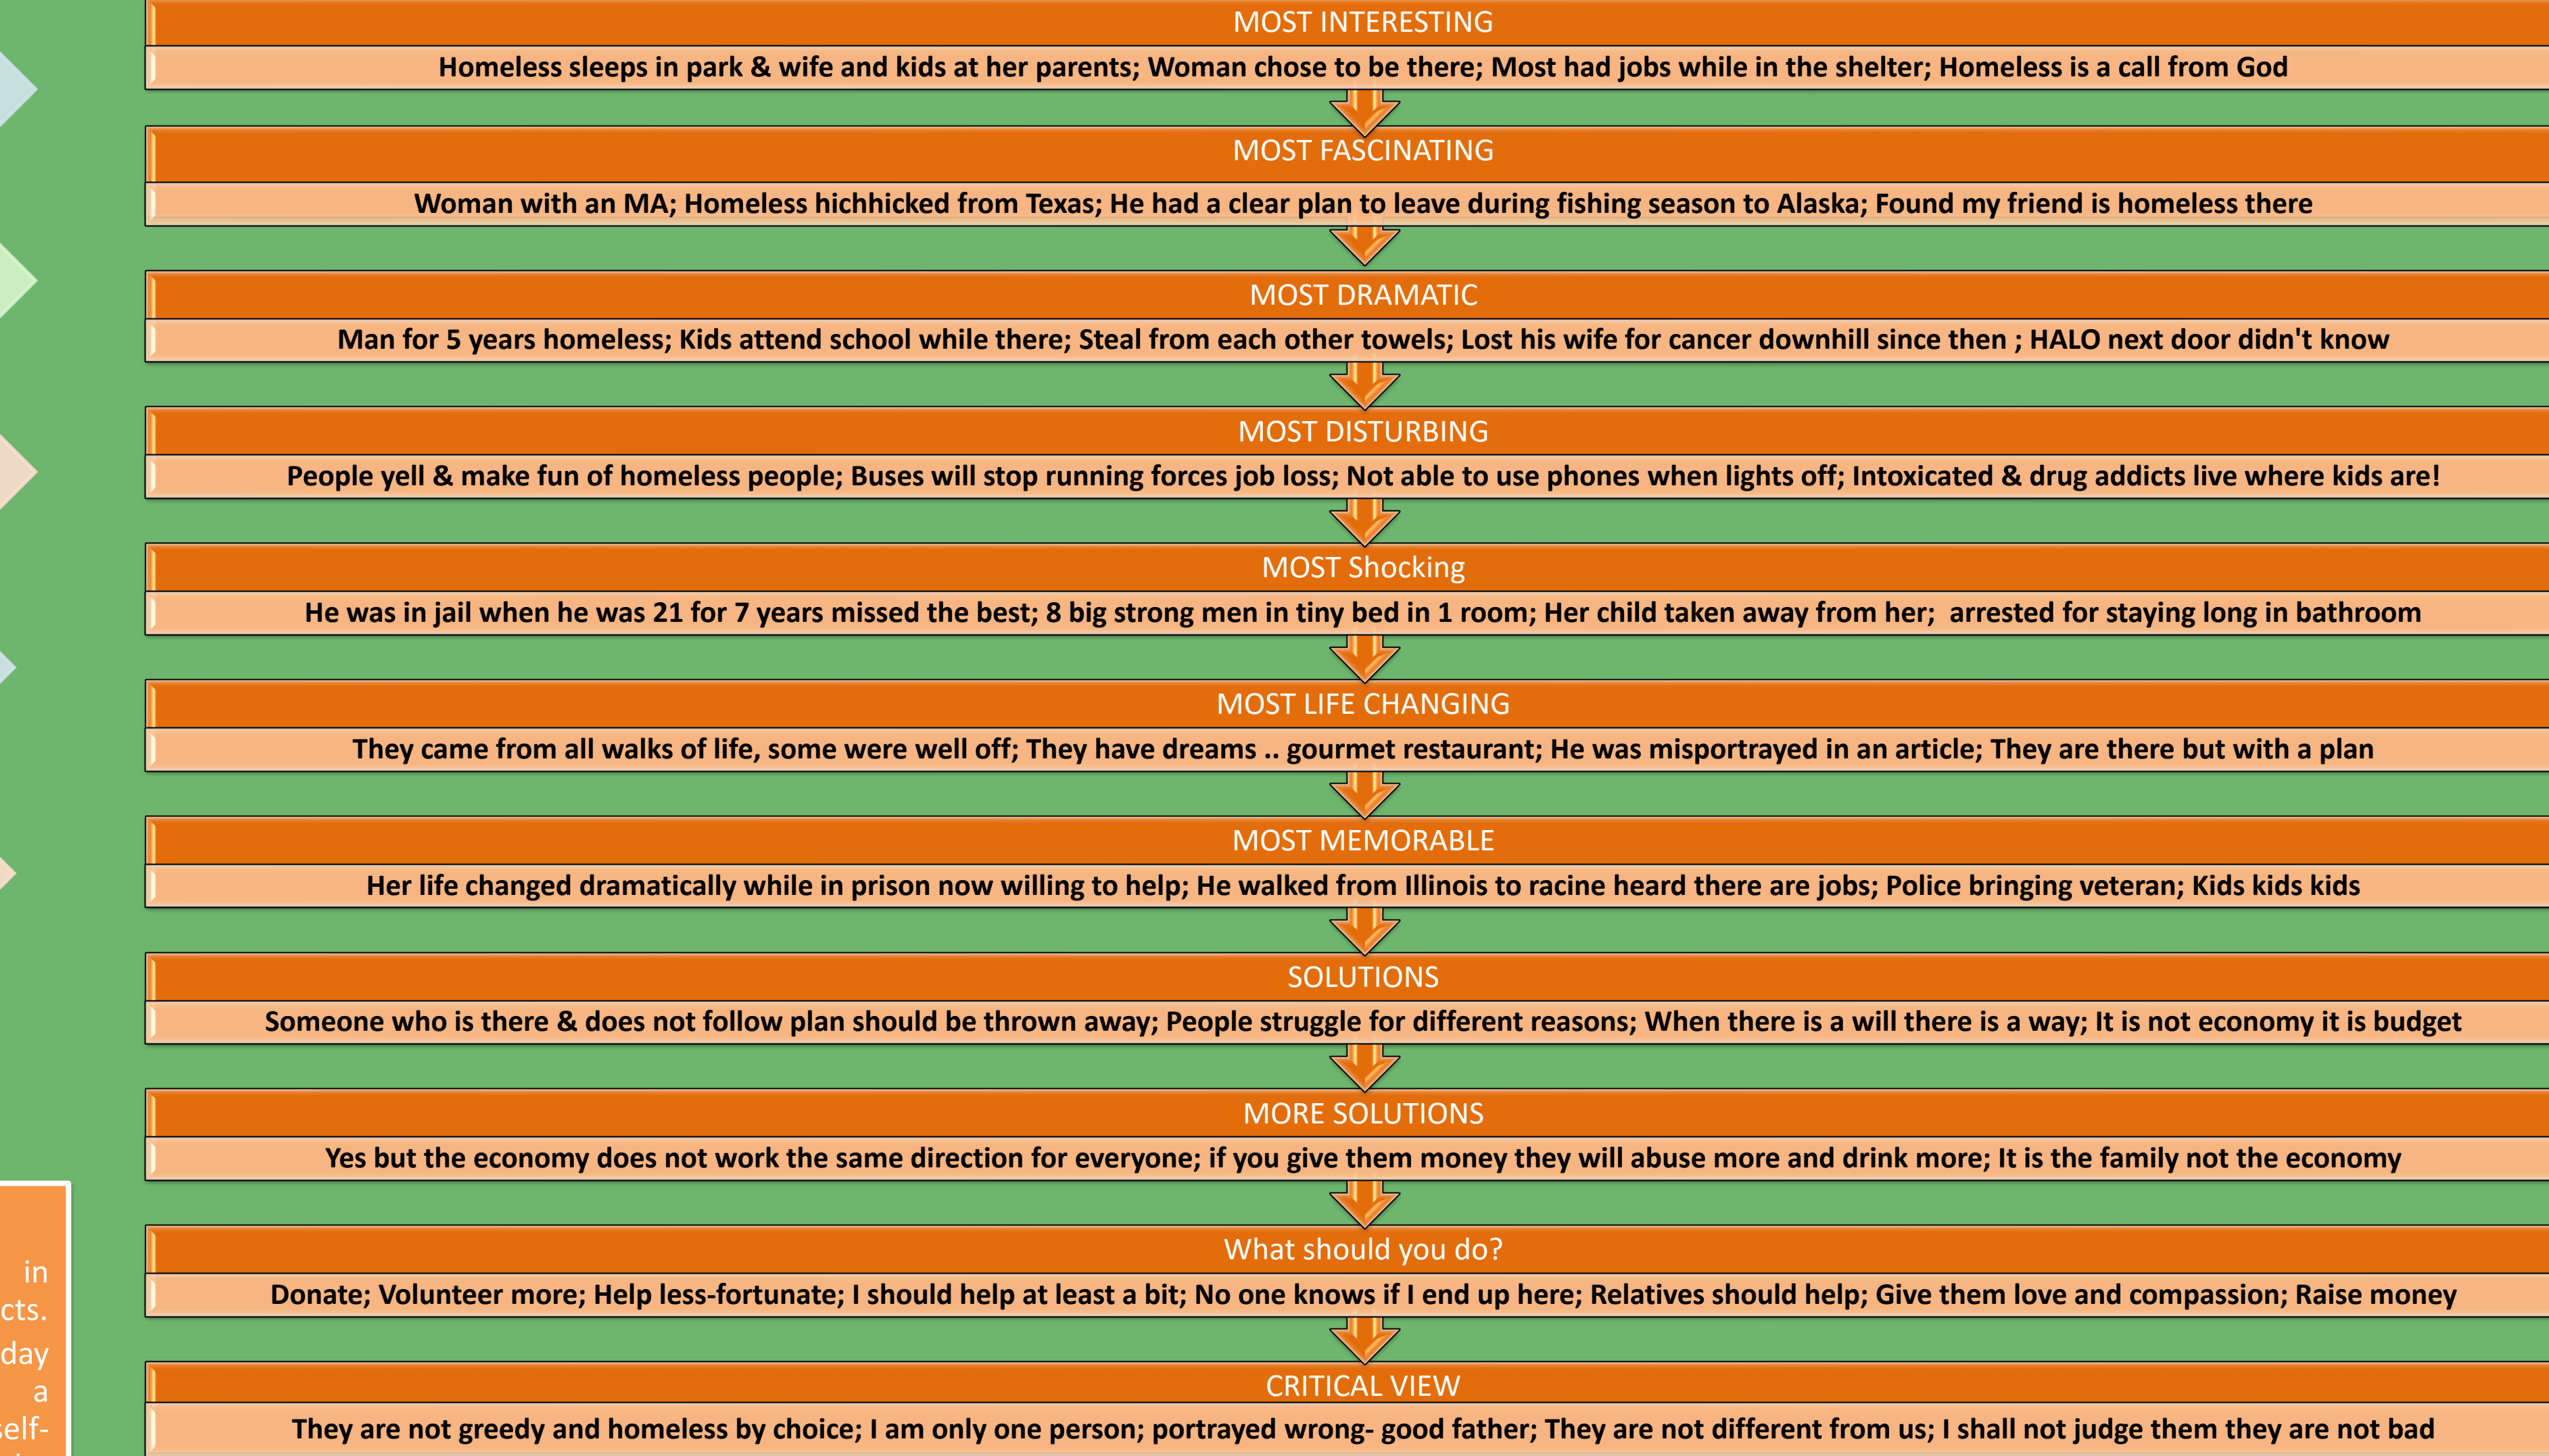 MOST INTERESTING
Homeless sleeps in park & wife and kids at her parents; Woman chose to be there; Most had jobs while in the shelter; Homeless is a call from God
MOST FASCINATING
Woman with an MA; Homeless hichhicked from Texas; He had a clear plan to leave during fishing season to Alaska; Found my friend is homeless there
MOST DRAMATIC
Man for 5 years homeless; Kids attend school while there; Steal from each other towels; Lost his wife for cancer downhill since then ; HALO next door didn't know
MOST DISTURBING
People yell & make fun of homeless people; Buses will stop running forces job loss; Not able to use phones when lights off; Intoxicated & drug addicts live where kids are!
MOST Shocking
He was in jail when he was 21 for 7 years missed the best; 8 big strong men in tiny bed in 1 room; Her child taken away from her;  arrested for staying long in bathroom
MOST LIFE CHANGING
They came from all walks of life, some were well off; They have dreams .. gourmet restaurant; He was misportrayed in an article; They are there but with a plan
MOST MEMORABLE
Her life changed dramatically while in prison now willing to help; He walked from Illinois to racine heard there are jobs; Police bringing veteran; Kids kids kids
SOLUTIONS
Someone who is there & does not follow plan should be thrown away; People struggle for different reasons; When there is a will there is a way; It is not economy it is budget
MORE SOLUTIONS
Yes but the economy does not work the same direction for everyone; if you give them money they will abuse more and drink more; It is the family not the economy
What should you do?
Donate; Volunteer more; Help less-fortunate; I should help at least a bit; No one knows if I end up here; Relatives should help; Give them love and compassion; Raise money
CRITICAL VIEW
They are not greedy and homeless by choice; I am only one person; portrayed wrong- good father; They are not different from us; I shall not judge them they are not bad
in
cts.
day
a
self-